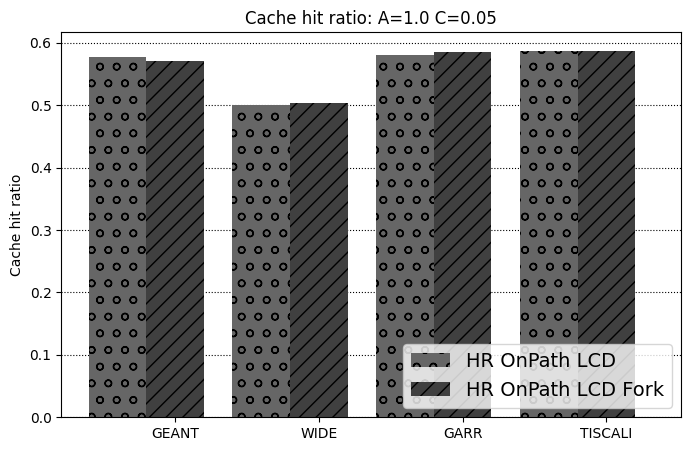 Cache hit ratio: A=1.0 C=0.05
Cache hit ratio
0.6
0.5
0.4
0.3
0.2
0.1
0.0
HR OnPath LCD
HR OnPath LCD Fork
GEANT
WIDE
GARR
TISCALI